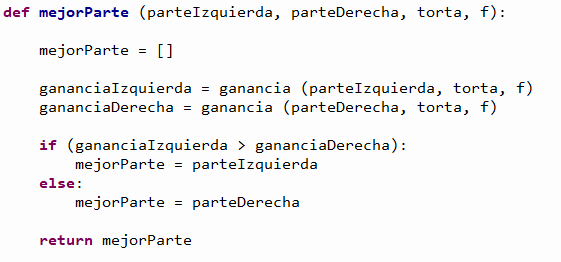 def mejorParte (parteIzquierda, parteDerecha, torta, f):
mejorParte = []
gananciaIzquierda = ganancia (parteIzquierda, torta, f)
gananciaDerecha = ganancia (parteDerecha, torta, f)
if (gananciaIzquierda > gananciaDerecha):
mejorParte = parteIzquierda
else:
mejorParte = parteDerecha
return mejorParte